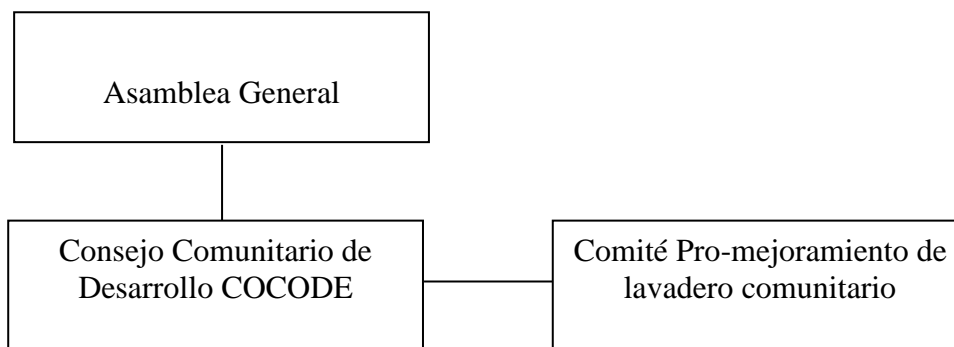 Asamblea General
Consejo Comunitario de
Desarrollo COCODE
Comité Pro-mejoramiento de
lavadero comunitario